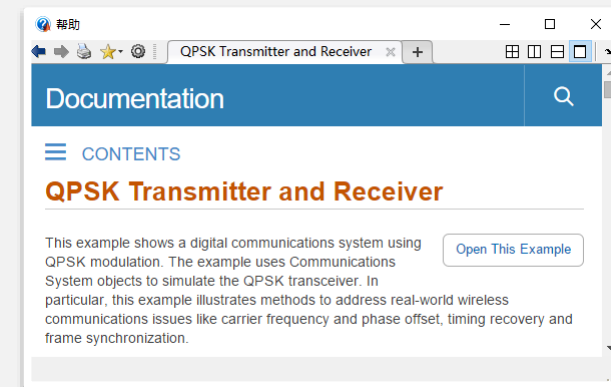 帮助
QPSK Transmitter and Receiver
Documentation
CONTENTS
QPSK Transmitter and Receiver
This example shows a digital communications system using
QPSK modulation. The example uses Communications
System objects to simulate the QPSK transceiver. In
particular, this example illustrates methods to address real-world wireless
communications issues like carrier frequency and phase offset, timing recovery and
frame synchronization.
Open This Example